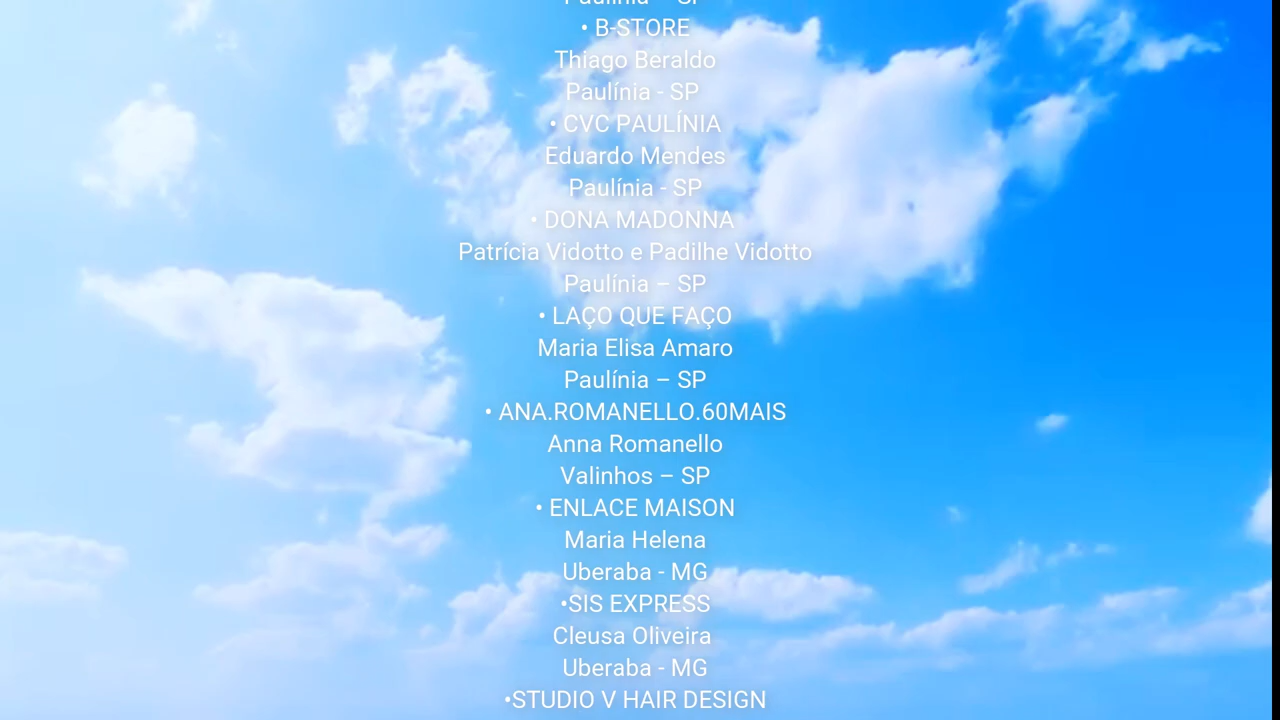 Paulínia – SP
• B-STORE
Thiago Beraldo
Paulínia - SP
• CVC PAULÍNIA
Eduardo Mendes
Paulínia - SP
• DONA MADONNA
Patrícia Vidotto e Padilhe Vidotto
Paulínia – SP
• LAÇO QUE FAÇO
Maria Elisa Amaro
Paulínia – SP
• ANA.ROMANELLO.60MAIS
Anna Romanello
Valinhos – SP
• ENLACE MAISON
Maria Helena
Uberaba - MG
•SIS EXPRESS
Cleusa Oliveira
Uberaba - MG
•STUDIO V HAIR DESIGN